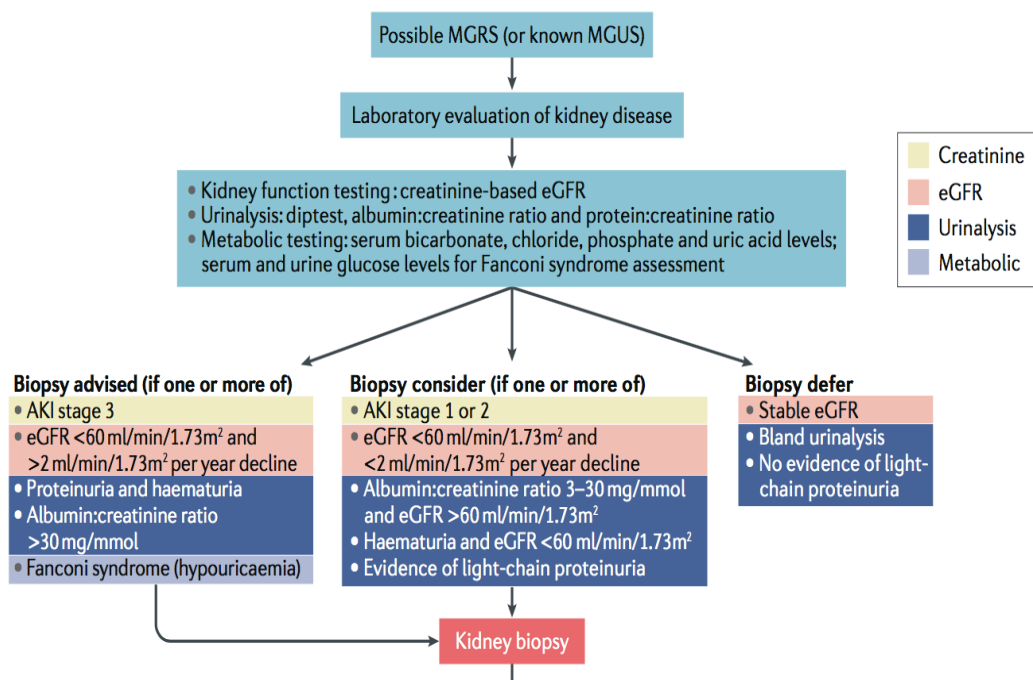 Possible MGRS (or known MGUS)
Laboratory evaluation of kidney disease
• Kidney function testing: creatinine-based eGFR
• Urinalysis: diptest, albumin:creatinine ratio and protein:creatinine ratio
• Metabolic testing: serum bicarbonate, chloride, phosphate and uric acid levels;
serum and urine glucose levels for Fanconi syndrome assessment
Creatinine
eGFR
Urinalysis
Metabolic
Biopsy advised (if one or more of)
• AKI stage 3
• eGFR <60 ml/min/1.73m² and
>2 ml/min/1.73m² per year decline
• Proteinuria and haematuria
• Albumin:creatinine ratio
>30 mg/mmol
• Fanconi syndrome (hypouricaemia)
Biopsy consider (if one or more of)
• AKI stage 1 or 2
• eGFR <60 ml/min/1.73m² and
<2 ml/min/1.73m² per year decline
• Albumin:creatinine ratio 3–30 mg/mmol
and eGFR >60 ml/min/1.73m²
• Haematuria and eGFR <60 ml/min/1.73m²
• Evidence of light-chain proteinuria
Biopsy defer
• Stable eGFR
• Bland urinalysis
• No evidence of light-
chain proteinuria
Kidney biopsy